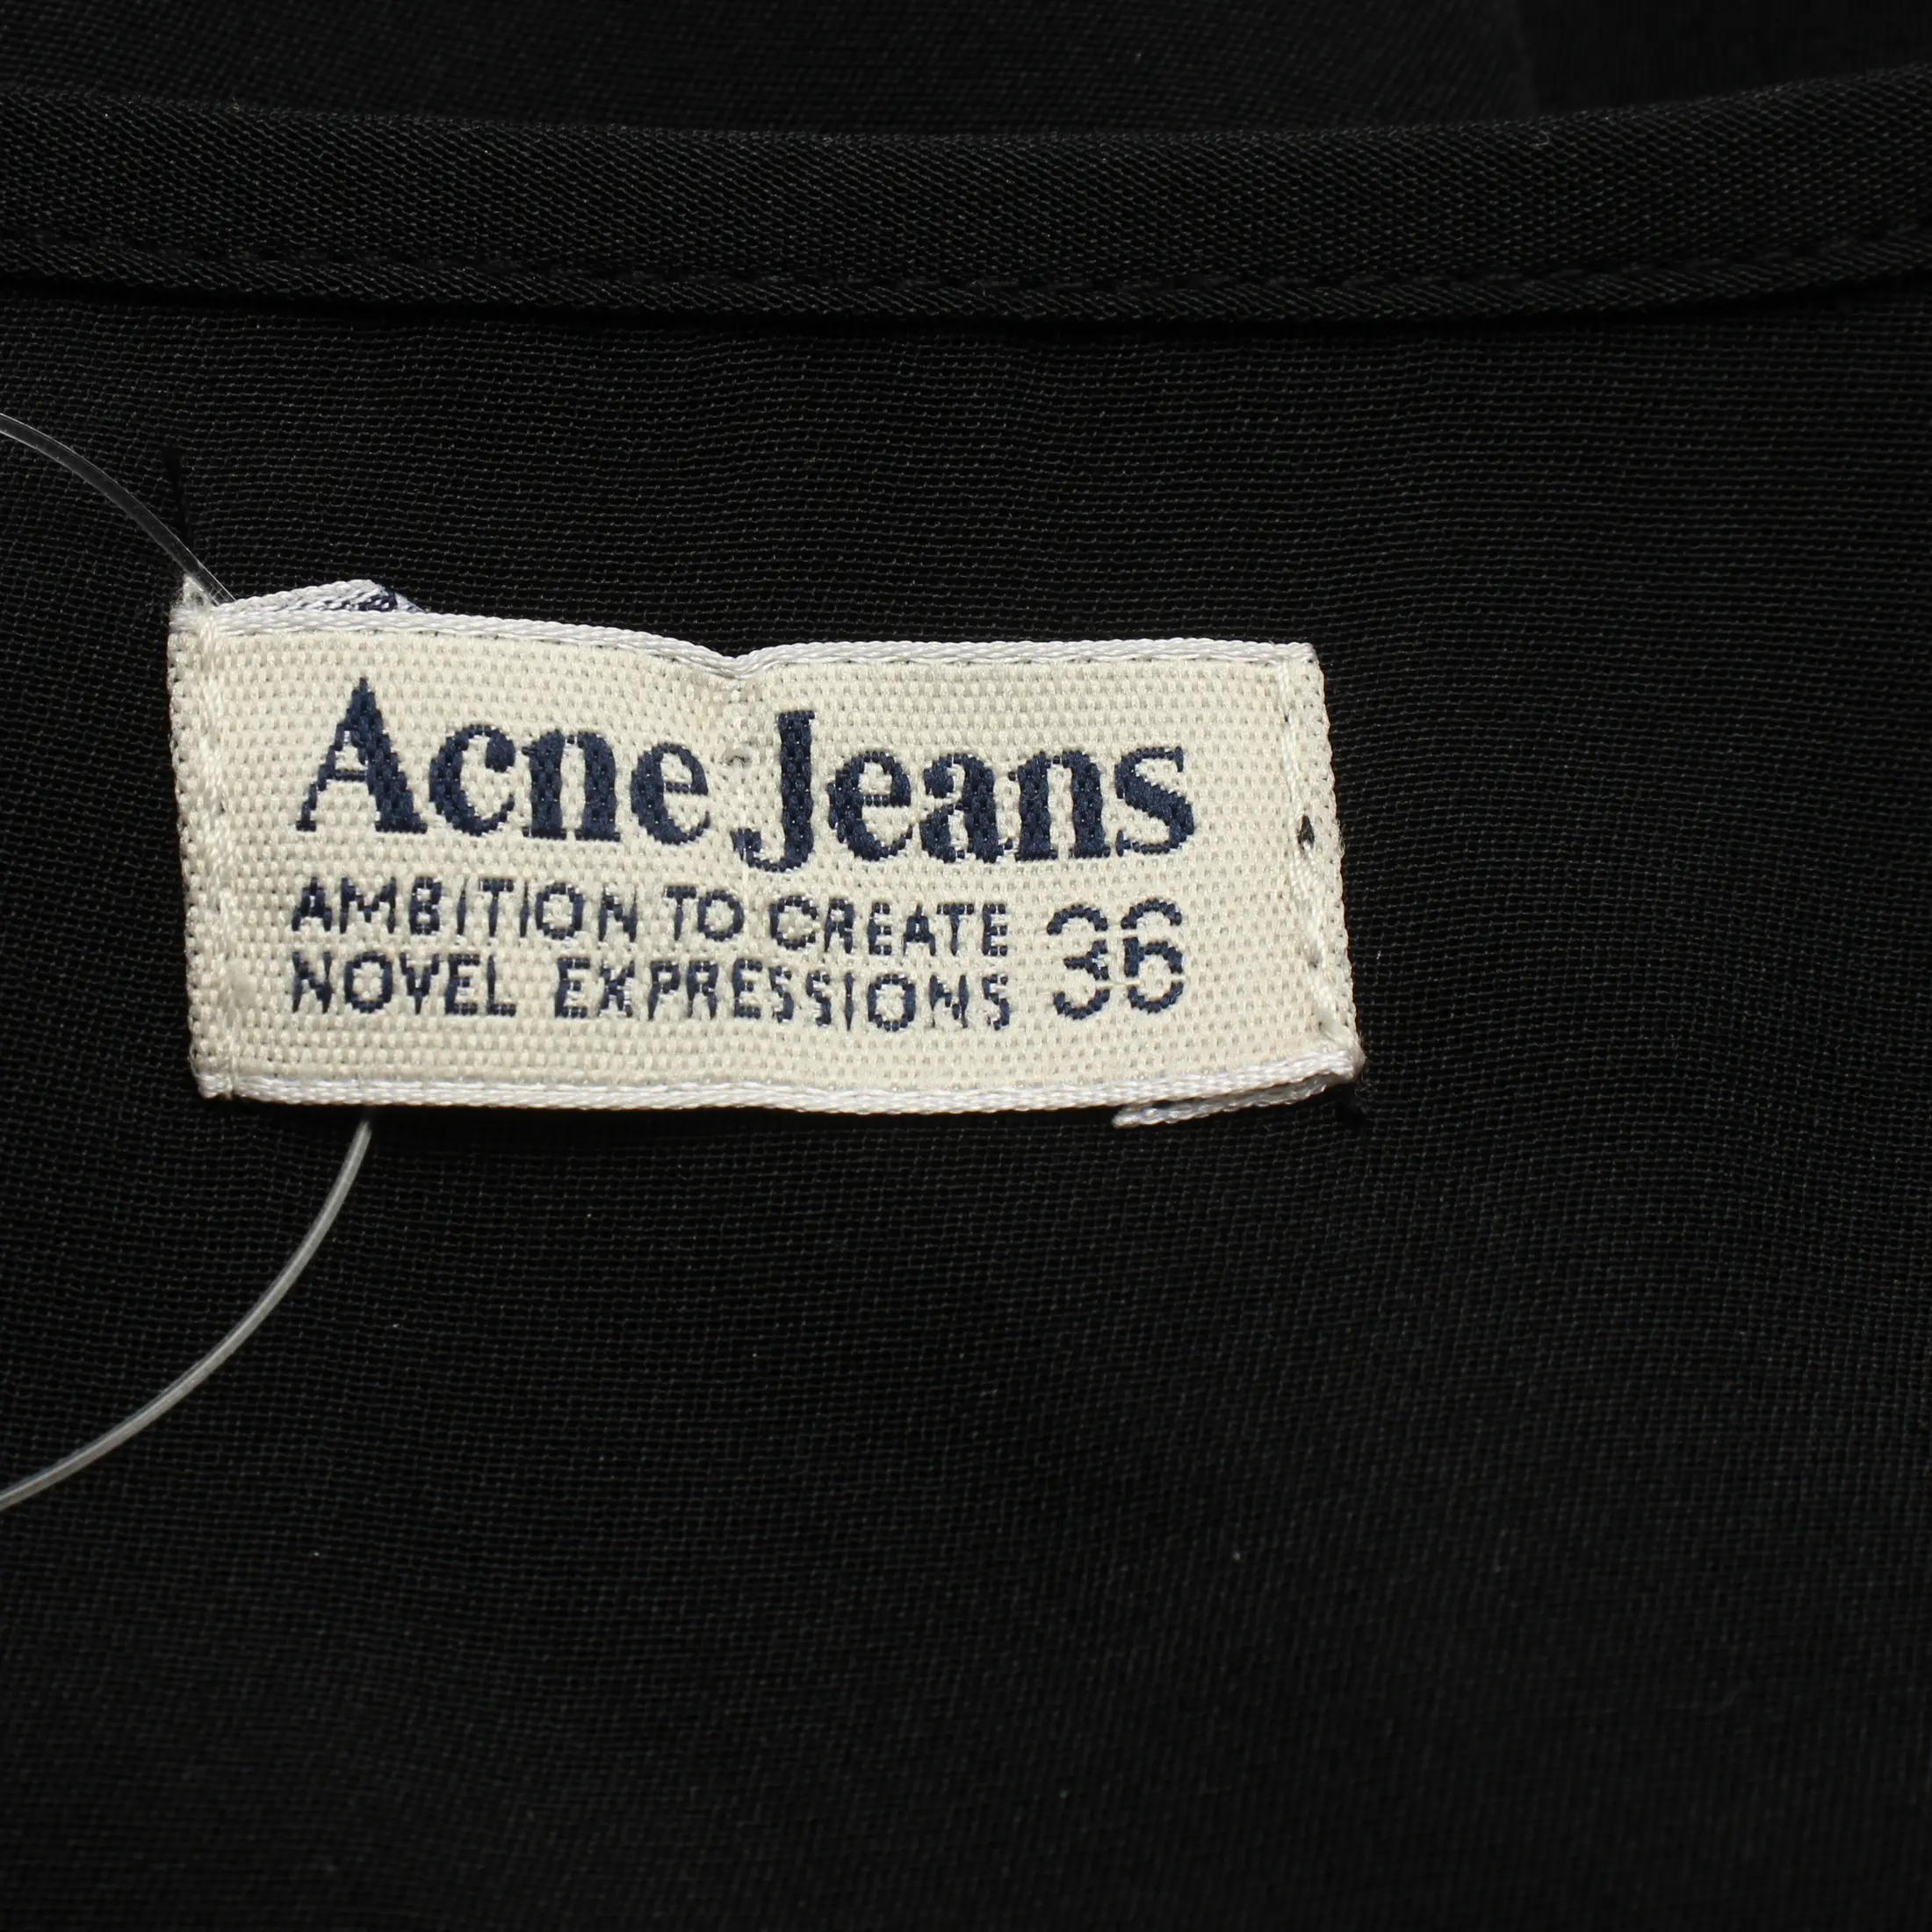 Acne Jeans
AMBITION TO CREATE 36
NOVEL EXPRESSIONS